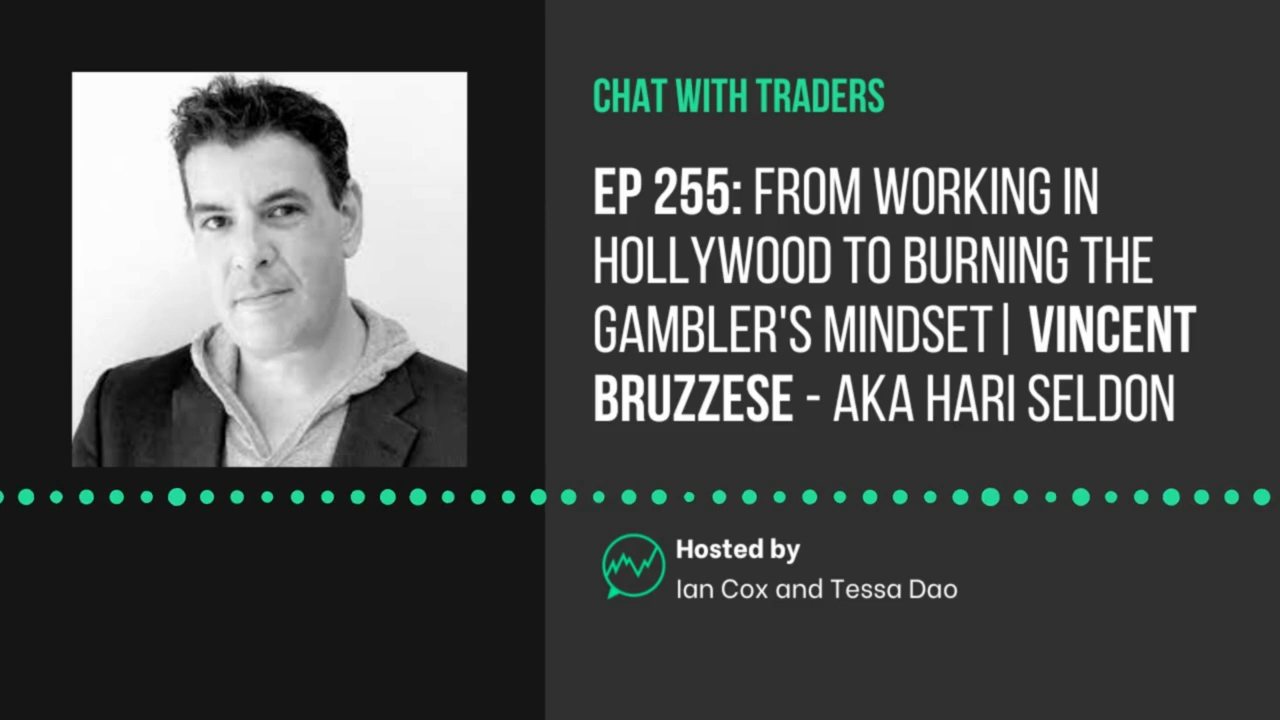 CHAT WITH TRADERS
EP 255: FROM WORKING IN
HOLLYWOOD TO BURNING THE
GAMBLER'S MINDSET| VINCENT
BRUZZESE - AKA HARI SELDON
Hosted by
Ian Cox and Tessa Dao